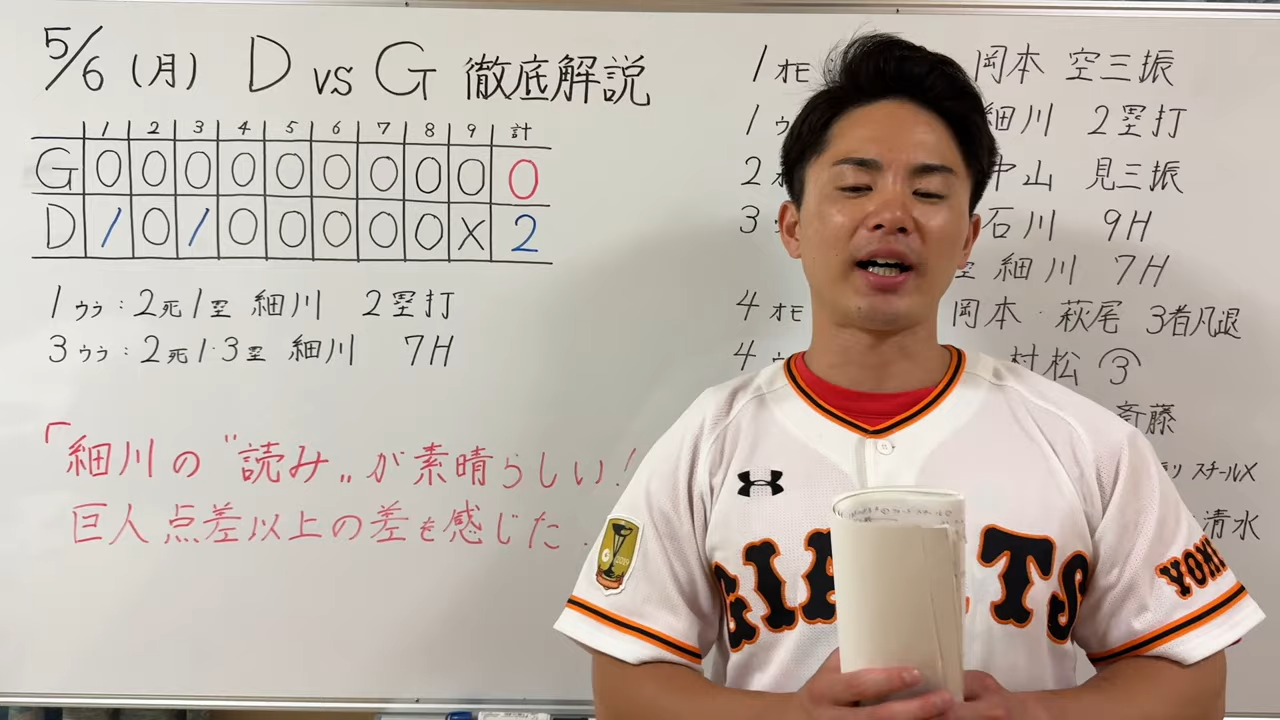 5/6 (月) D vs G 徹底解説
1 2 3 4 5 6 7 8 9 計
G 0 0 0 0 0 0 0 0 0 0
D 1 0 1 0 0 0 0 0 X 2
1ウラ:2死1塁 細川 2塁打
3ウラ:2死1・3塁 細川 7H
「細川の"読み"が素晴らしい!
巨人 点差以上の差を感じた
1オモ 岡本 空三振
1ウ 細川 2塁打
2 中山 見三振
3 石川 9H
細川 7H
4オモ 岡本・萩尾 3者凡退
4 村松 ③
斎藤
スチールX
清水
GIANTS